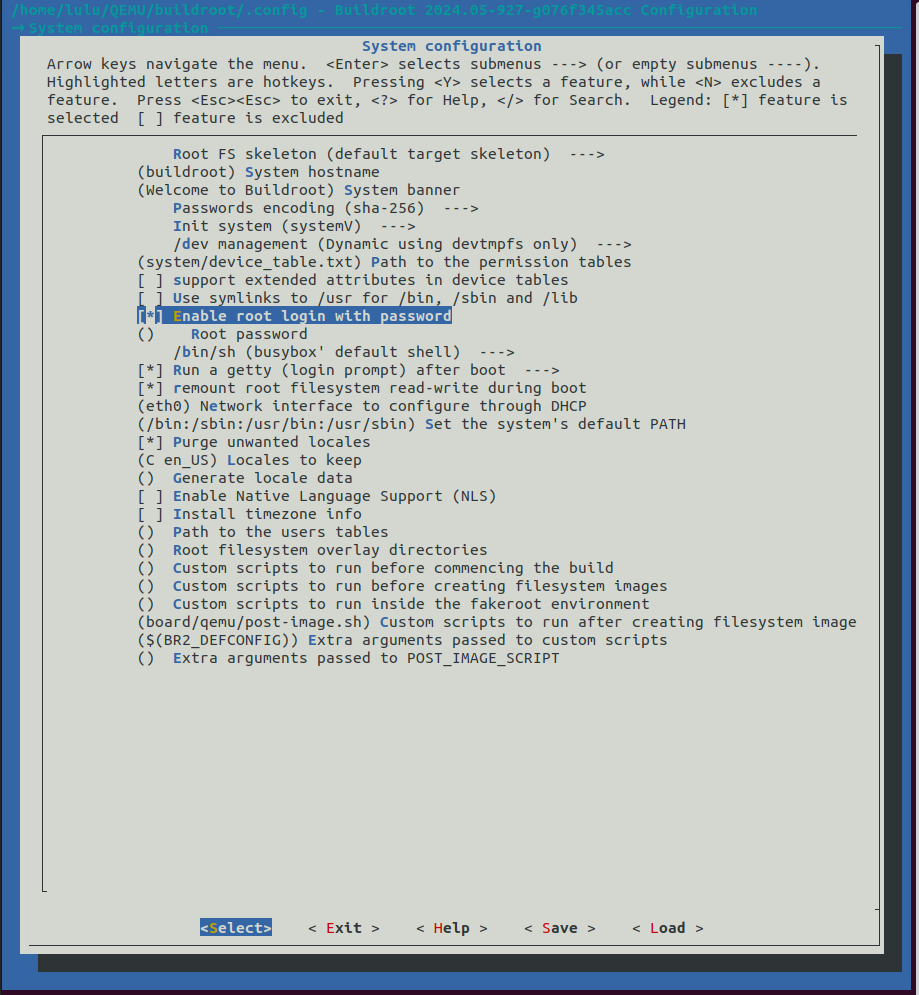 /home/lulu/QEMU/buildroot/.config - Buildroot 2024.05-927-g076f345acc Configuration
→ System configuration
System configuration
Arrow keys navigate the menu.  <Enter> selects submenus ---> (or empty submenus ----).
Highlighted letters are hotkeys.  Pressing <Y> selects a feature, while <N> excludes a
feature.  Press <Esc><Esc> to exit, <?> for Help, </> for Search.  Legend: [*] feature is
selected  [ ] feature is excluded
Root FS skeleton (default target skeleton)  --->
(buildroot) System hostname
(Welcome to Buildroot) System banner
Passwords encoding (sha-256)  --->
Init system (systemV)  --->
/dev management (Dynamic using devtmpfs only)  --->
(system/device_table.txt) Path to the permission tables
[ ] support extended attributes in device tables
[ ] Use symlinks to /usr for /bin, /sbin and /lib
[*] Enable root login with password
()    Root password
/bin/sh (busybox' default shell)  --->
[*] Run a getty (login prompt) after boot  --->
[*] remount root filesystem read-write during boot
(eth0) Network interface to configure through DHCP
(/bin:/sbin:/usr/bin:/usr/sbin) Set the system's default PATH
[*] Purge unwanted locales
(C en_US) Locales to keep
()  Generate locale data
[ ] Enable Native Language Support (NLS)
[ ] Install timezone info
()  Path to the users tables
()  Root filesystem overlay directories
()  Custom scripts to run before commencing the build
()  Custom scripts to run before creating filesystem images
()  Custom scripts to run inside the fakeroot environment
(board/qemu/post-image.sh) Custom scripts to run after creating filesystem image
($(BR2_DEFCONFIG)) Extra arguments passed to custom scripts
()  Extra arguments passed to POST_IMAGE_SCRIPT
<Select>    < Exit >    < Help >    < Save >    < Load >